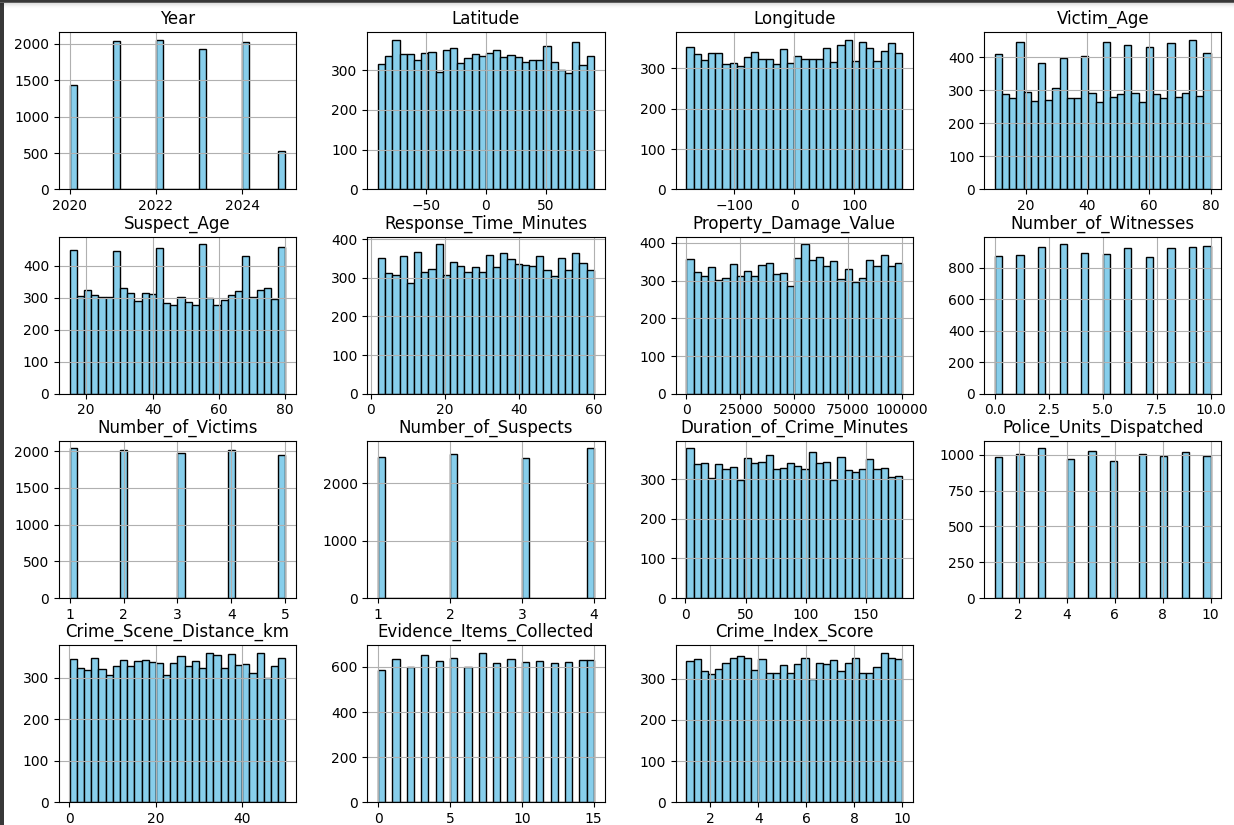 Year Latitude Longitude Victim_Age
2000 1500 1000 500 0
300 200 100 0
300 200 100 0
400 300 200 100 0
2020 2022 2024
−50 0 50
−100 0 100
20 40 60 80
Suspect_Age Response_Time_Minutes Property_Damage_Value Number_of_Witnesses
400 300 200 100 0
400 300 200 100 0
400 300 200 100 0
800 600 400 200 0
20 40 60 80
0 20 40 60
0 25000 50000 75000 100000
0.0 2.5 5.0 7.5 10.0
Number_of_Victims Number_of_Suspects Duration_of_Crime_Minutes Police_Units_Dispatched
2000 1500 1000 500 0
2000 1000 0
300 200 100 0
1000 750 500 250 0
1 2 3 4 5
1 2 3 4
0 50 100 150
2 4 6 8 10
Crime_Scene_Distance_km Evidence_Items_Collected Crime_Index_Score
300 200 100 0
600 400 200 0
300 200 100 0
0 20 40
0 5 10 15
2 4 6 8 10